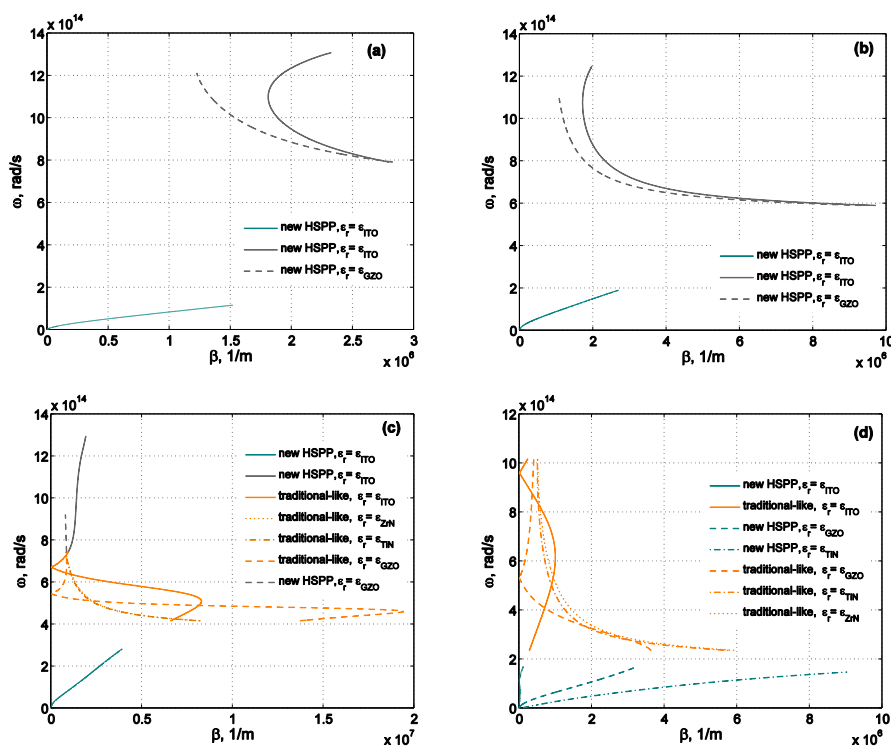 x 10^14
(a)
14
12
10
8
6
4
2
0
ω, rad/s
new HSPP, ε_r = ε_ITO
new HSPP, ε_r = ε_ITO
new HSPP, ε_r = ε_GZO
0 0.5 1 1.5 2 2.5 3
β, 1/m
x 10^6
x 10^14
(b)
14
12
10
8
6
4
2
0
ω, rad/s
new HSPP, ε_r = ε_ITO
new HSPP, ε_r = ε_ITO
new HSPP, ε_r = ε_GZO
0 2 4 6 8 10
β, 1/m
x 10^6
x 10^14
(c)
14
12
10
8
6
4
2
0
ω, rad/s
new HSPP, ε_r = ε_ITO
new HSPP, ε_r = ε_ITO
traditional-like, ε_r = ε_ITO
traditional-like, ε_r = ε_ZrN
traditional-like, ε_r = ε_TiN
traditional-like, ε_r = ε_GZO
new HSPP, ε_r = ε_GZO
0 0.5 1 1.5 2
β, 1/m
x 10^7
x 10^14
(d)
12
10
8
6
4
2
0
ω, rad/s
new HSPP, ε_r = ε_ITO
traditional-like, ε_r = ε_ITO
new HSPP, ε_r = ε_GZO
new HSPP, ε_r = ε_TiN
traditional-like, ε_r = ε_GZO
traditional-like, ε_r = ε_TiN
traditional-like, ε_r = ε_ZrN
0 2 4 6 8 10
β, 1/m
x 10^6